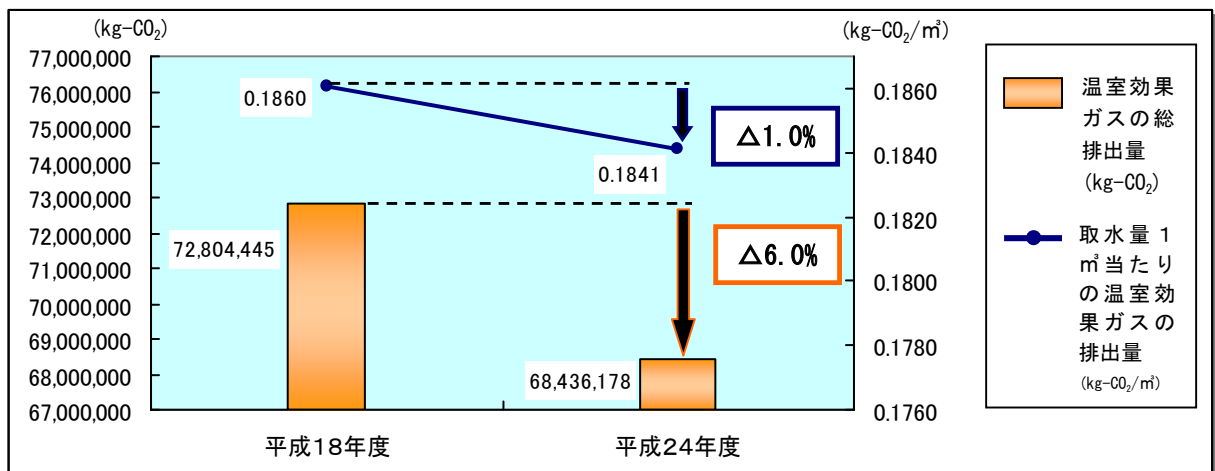 (kg-CO₂)
(kg-CO₂/㎥)
77,000,000
76,000,000
75,000,000
74,000,000
73,000,000
72,000,000
71,000,000
70,000,000
69,000,000
68,000,000
67,000,000
0.1860
0.1841
△1.0%
72,804,445
△6.0%
68,436,178
0.1860
0.1840
0.1820
0.1800
0.1780
0.1760
平成18年度
平成24年度
温室効果
ガスの総
排出量
(kg-CO₂)
取水量1
㎥当たり
の温室効
果ガスの
排出量
(kg-CO₂/㎥)